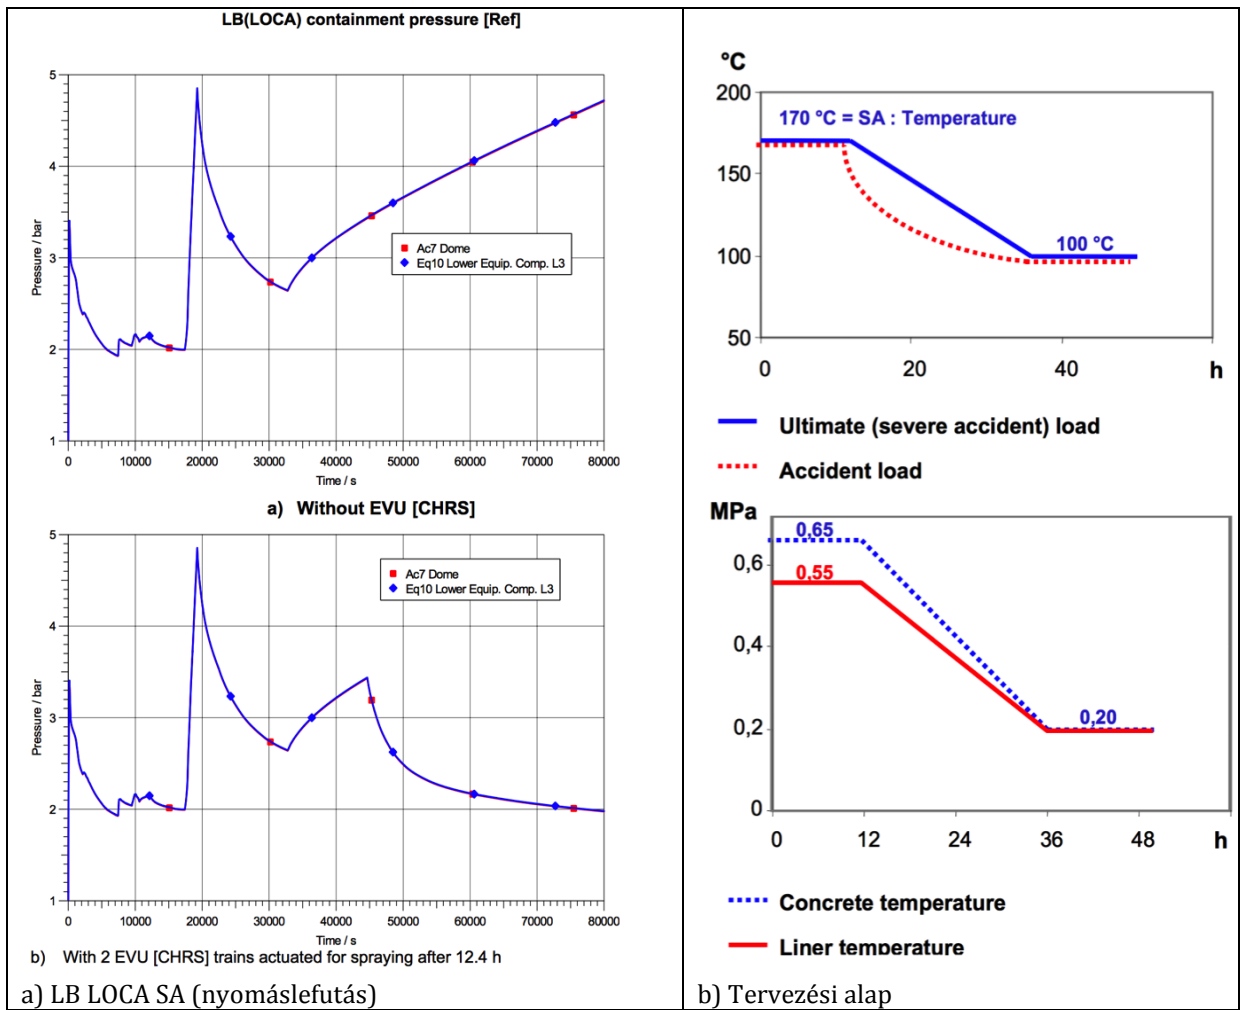 LB(LOCA) containment pressure [Ref]
5
4
3
2
1
Pressure / bar
Ac7 Dome
Eq10 Lower Equip. Comp. L3
0 10000 20000 30000 40000 50000 60000 70000 80000
Time / s
a) Without EVU [CHRS]
5
4
3
2
1
Pressure / bar
Ac7 Dome
Eq10 Lower Equip. Comp. L3
0 10000 20000 30000 40000 50000 60000 70000 80000
Time / s
b) With 2 EVU [CHRS] trains actuated for spraying after 12.4 h
a) LB LOCA SA (nyomáslefutás)
°C
200
170 °C = SA : Temperature
150
100 °C
100
50
0 20 40 h
Ultimate (severe accident) load
Accident load
MPa
0,65
0,6
0,55
0,4
0,2
0,20
0
0 12 24 36 48 h
Concrete temperature
Liner temperature
b) Tervezési alap